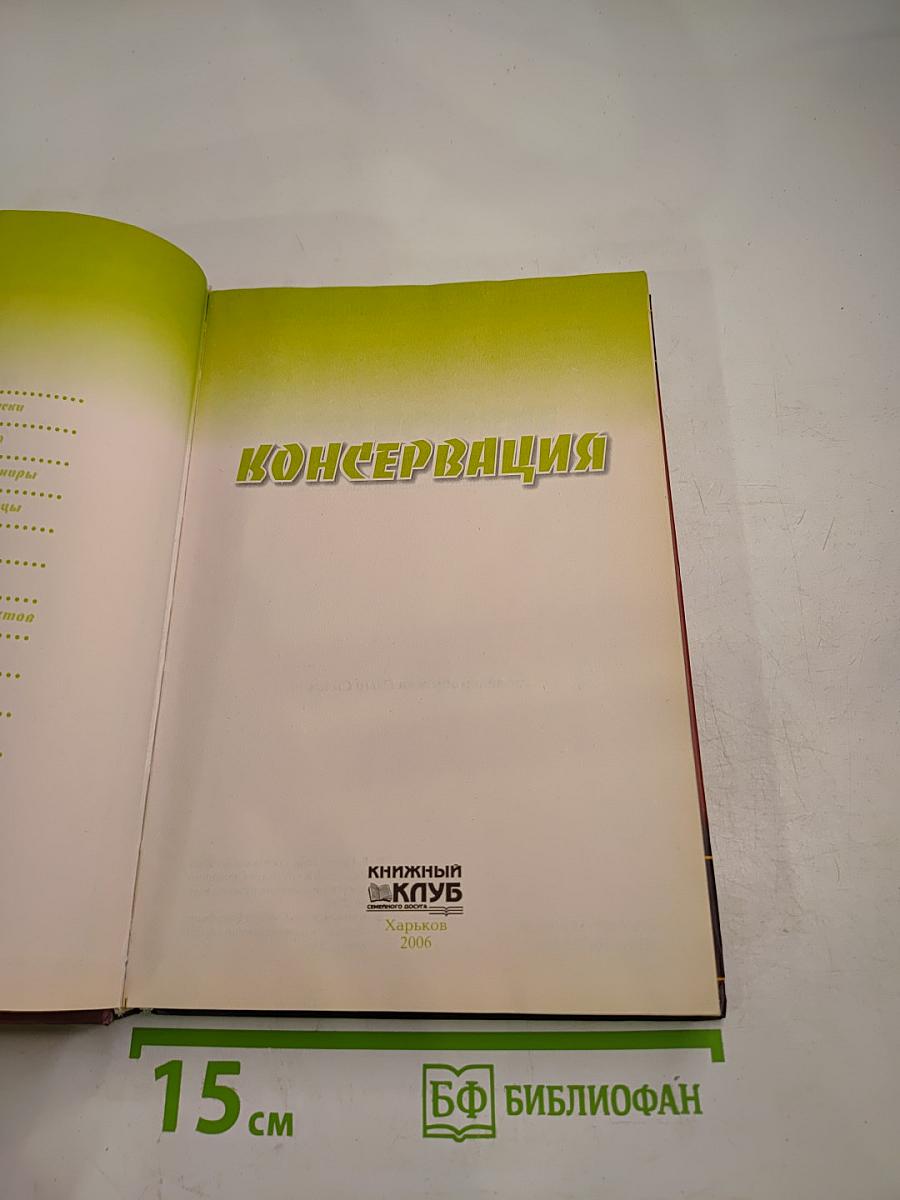 КОНСЕРВАЦИЯ
КНИЖНЫЙ
КЛУБ
СЕМЕЙНОГО ДОСУГА
Харьков
2006
15 см
БФ БИБЛИОФАН